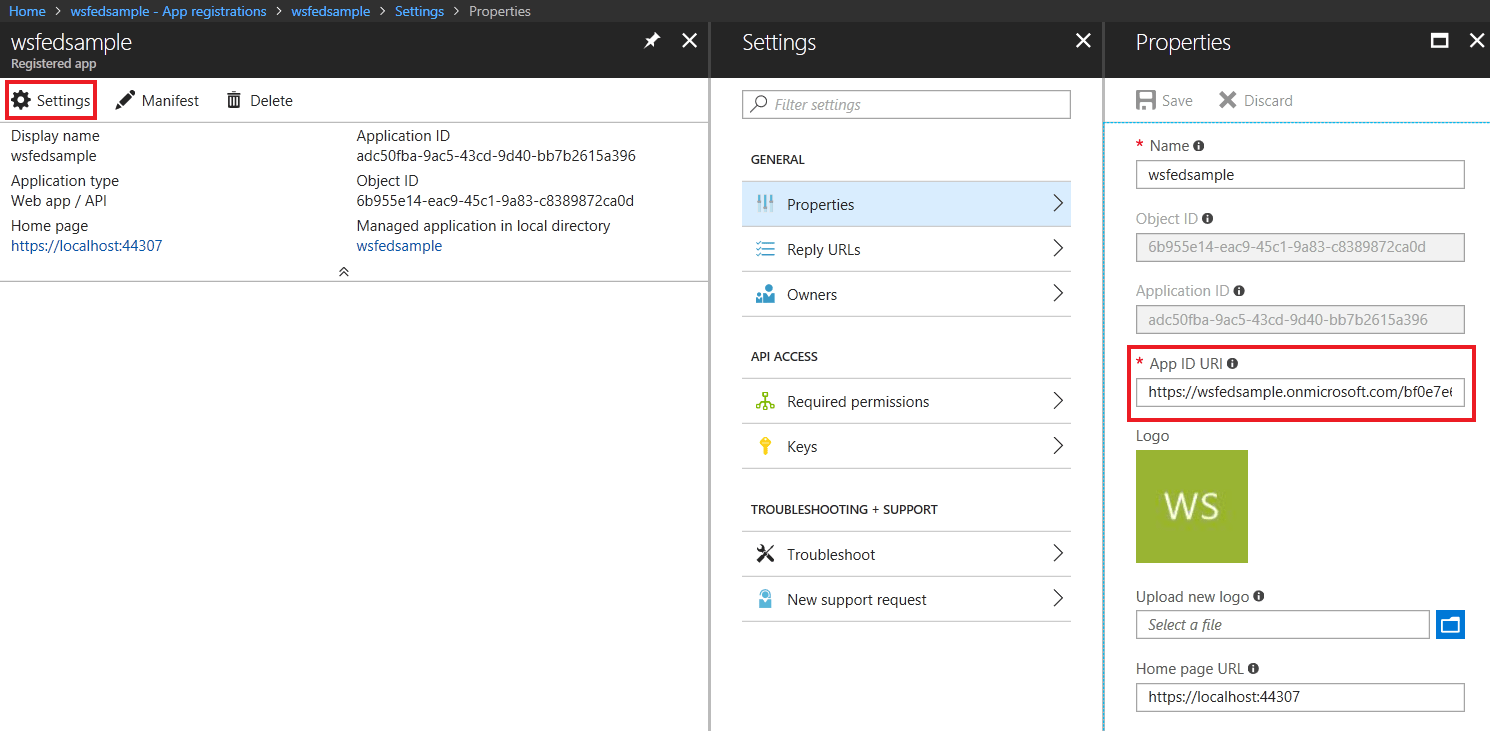 Home > wsfedsample - App registrations > wsfedsample > Settings > Properties
wsfedsample
Registered app
Settings Manifest Delete
Display name
wsfedsample
Application ID
adc50fba-9ac5-43cd-9d40-bb7b2615a396
Application type
Web app / API
Object ID
6b955e14-eac9-45c1-9a83-c8389872ca0d
Home page
https://localhost:44307
Managed application in local directory
wsfedsample
Settings
Filter settings
GENERAL
Properties
Reply URLs
Owners
API ACCESS
Required permissions
Keys
TROUBLESHOOTING + SUPPORT
Troubleshoot
New support request
Properties
Save Discard
* Name
wsfedsample
Object ID
6b955e14-eac9-45c1-9a83-c8389872ca0d
Application ID
adc50fba-9ac5-43cd-9d40-bb7b2615a396
* App ID URI
https://wsfedsample.onmicrosoft.com/bf0e7e6
Logo
WS
Upload new logo
Select a file
Home page URL
https://localhost:44307